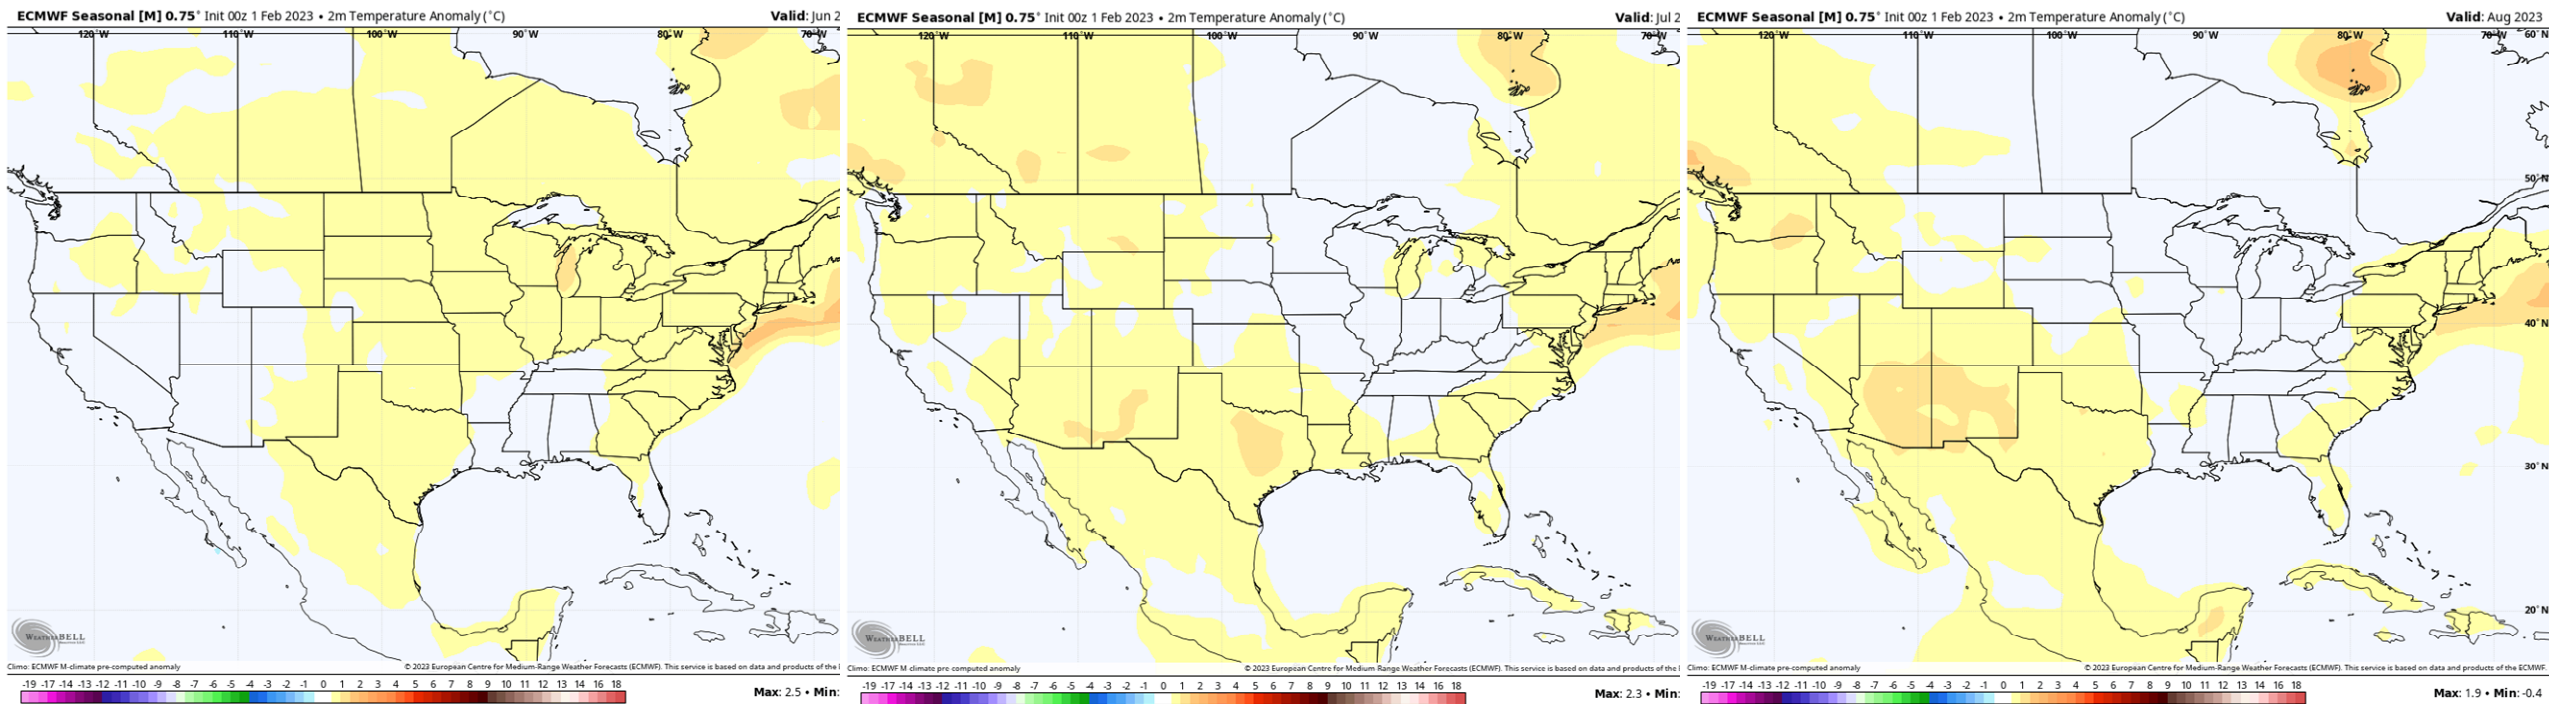 ECMWF Seasonal [M] 0.75° Init 00z 1 Feb 2023 • 2m Temperature Anomaly (°C) Valid: Jun 2
120°W 110°W 100°W 90°W 80°W 70°W
WEATHERBELL
Climo: ECMWF M-climate pre-computed anomaly © 2023 European Centre for Medium-Range Weather Forecasts (ECMWF). This service is based on data and products of the
-19 -17 -14 -13 -12 -11 -10 -9 -8 -7 -6 -5 -4 -3 -2 -1 0 1 2 3 4 5 6 7 8 9 10 11 12 13 14 16 18
Max: 2.5 • Min:
ECMWF Seasonal [M] 0.75° Init 00z 1 Feb 2023 • 2m Temperature Anomaly (°C) Valid: Jul 2
120°W 110°W 100°W 90°W 80°W 70°W
WEATHERBELL
Climo: ECMWF M-climate pre-computed anomaly © 2023 European Centre for Medium-Range Weather Forecasts (ECMWF). This service is based on data and products of the
-19 -17 -14 -13 -12 -11 -10 -9 -8 -7 -6 -5 -4 -3 -2 -1 0 1 2 3 4 5 6 7 8 9 10 11 12 13 14 16 18
Max: 2.3 • Min:
ECMWF Seasonal [M] 0.75° Init 00z 1 Feb 2023 • 2m Temperature Anomaly (°C) Valid: Aug 2023
120°W 110°W 100°W 90°W 80°W 70°W 60°N
50°N
40°N
30°N
20°N
WEATHERBELL
Climo: ECMWF M-climate pre-computed anomaly © 2023 European Centre for Medium-Range Weather Forecasts (ECMWF). This service is based on data and products of the ECMWF.
-19 -17 -14 -13 -12 -11 -10 -9 -8 -7 -6 -5 -4 -3 -2 -1 0 1 2 3 4 5 6 7 8 9 10 11 12 13 14 16 18
Max: 1.9 • Min: -0.4